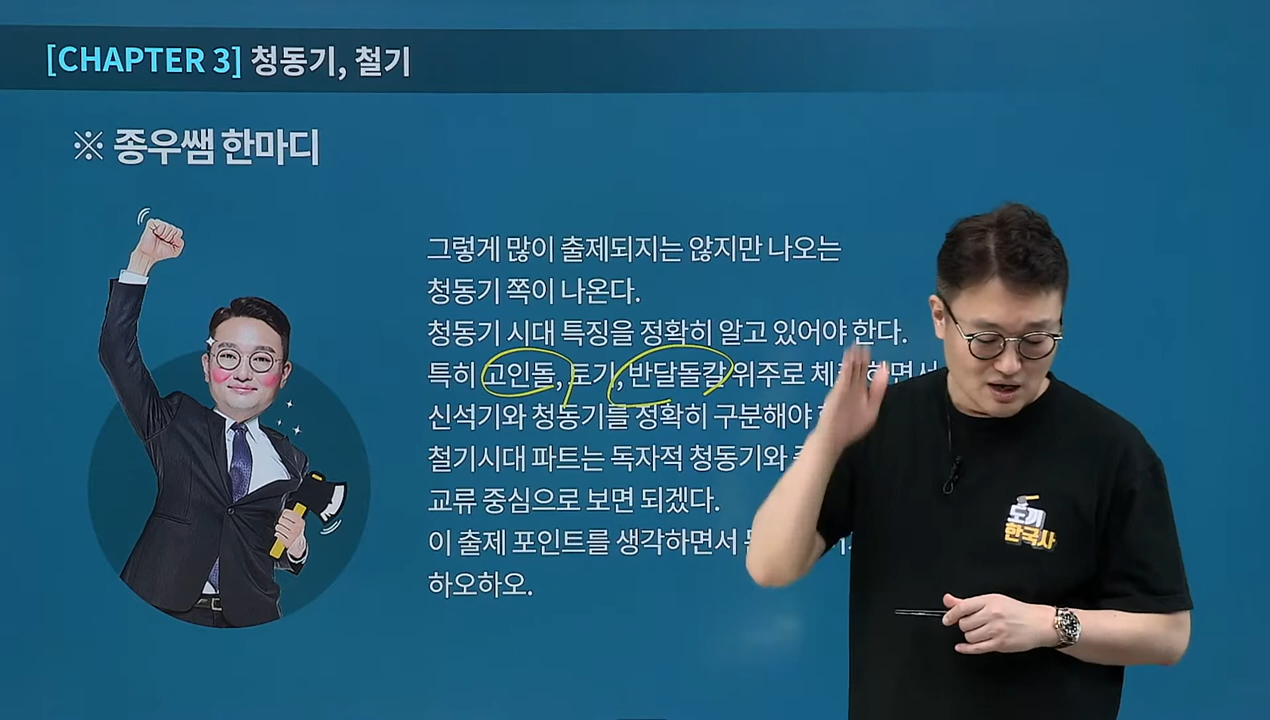 [CHAPTER 3] 청동기, 철기
※ 종우쌤 한마디
그렇게 많이 출제되지는 않지만 나오는
청동기 쪽이 나온다.
청동기 시대 특징을 정확히 알고 있어야 한다.
특히 고인돌, 토기, 반달돌칼 위주로
신석기와 청동기를 정확히 구분해야
철기시대 파트는 독자적 청동기와
교류 중심으로 보면 되겠다.
이 출제 포인트를 생각하면서
하오하오.
도끼
한국사